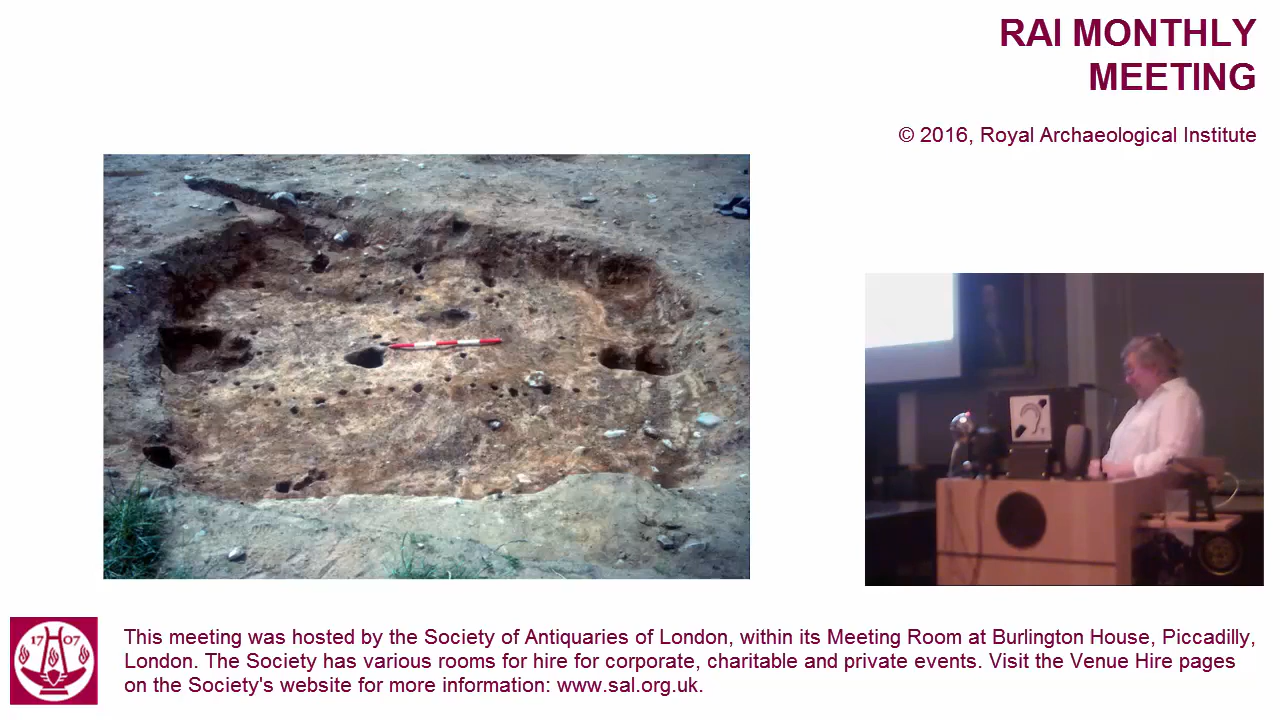 RAI MONTHLY
MEETING
© 2016, Royal Archaeological Institute
17 07
This meeting was hosted by the Society of Antiquaries of London, within its Meeting Room at Burlington House, Piccadilly,
London. The Society has various rooms for hire for corporate, charitable and private events. Visit the Venue Hire pages
on the Society's website for more information: www.sal.org.uk.